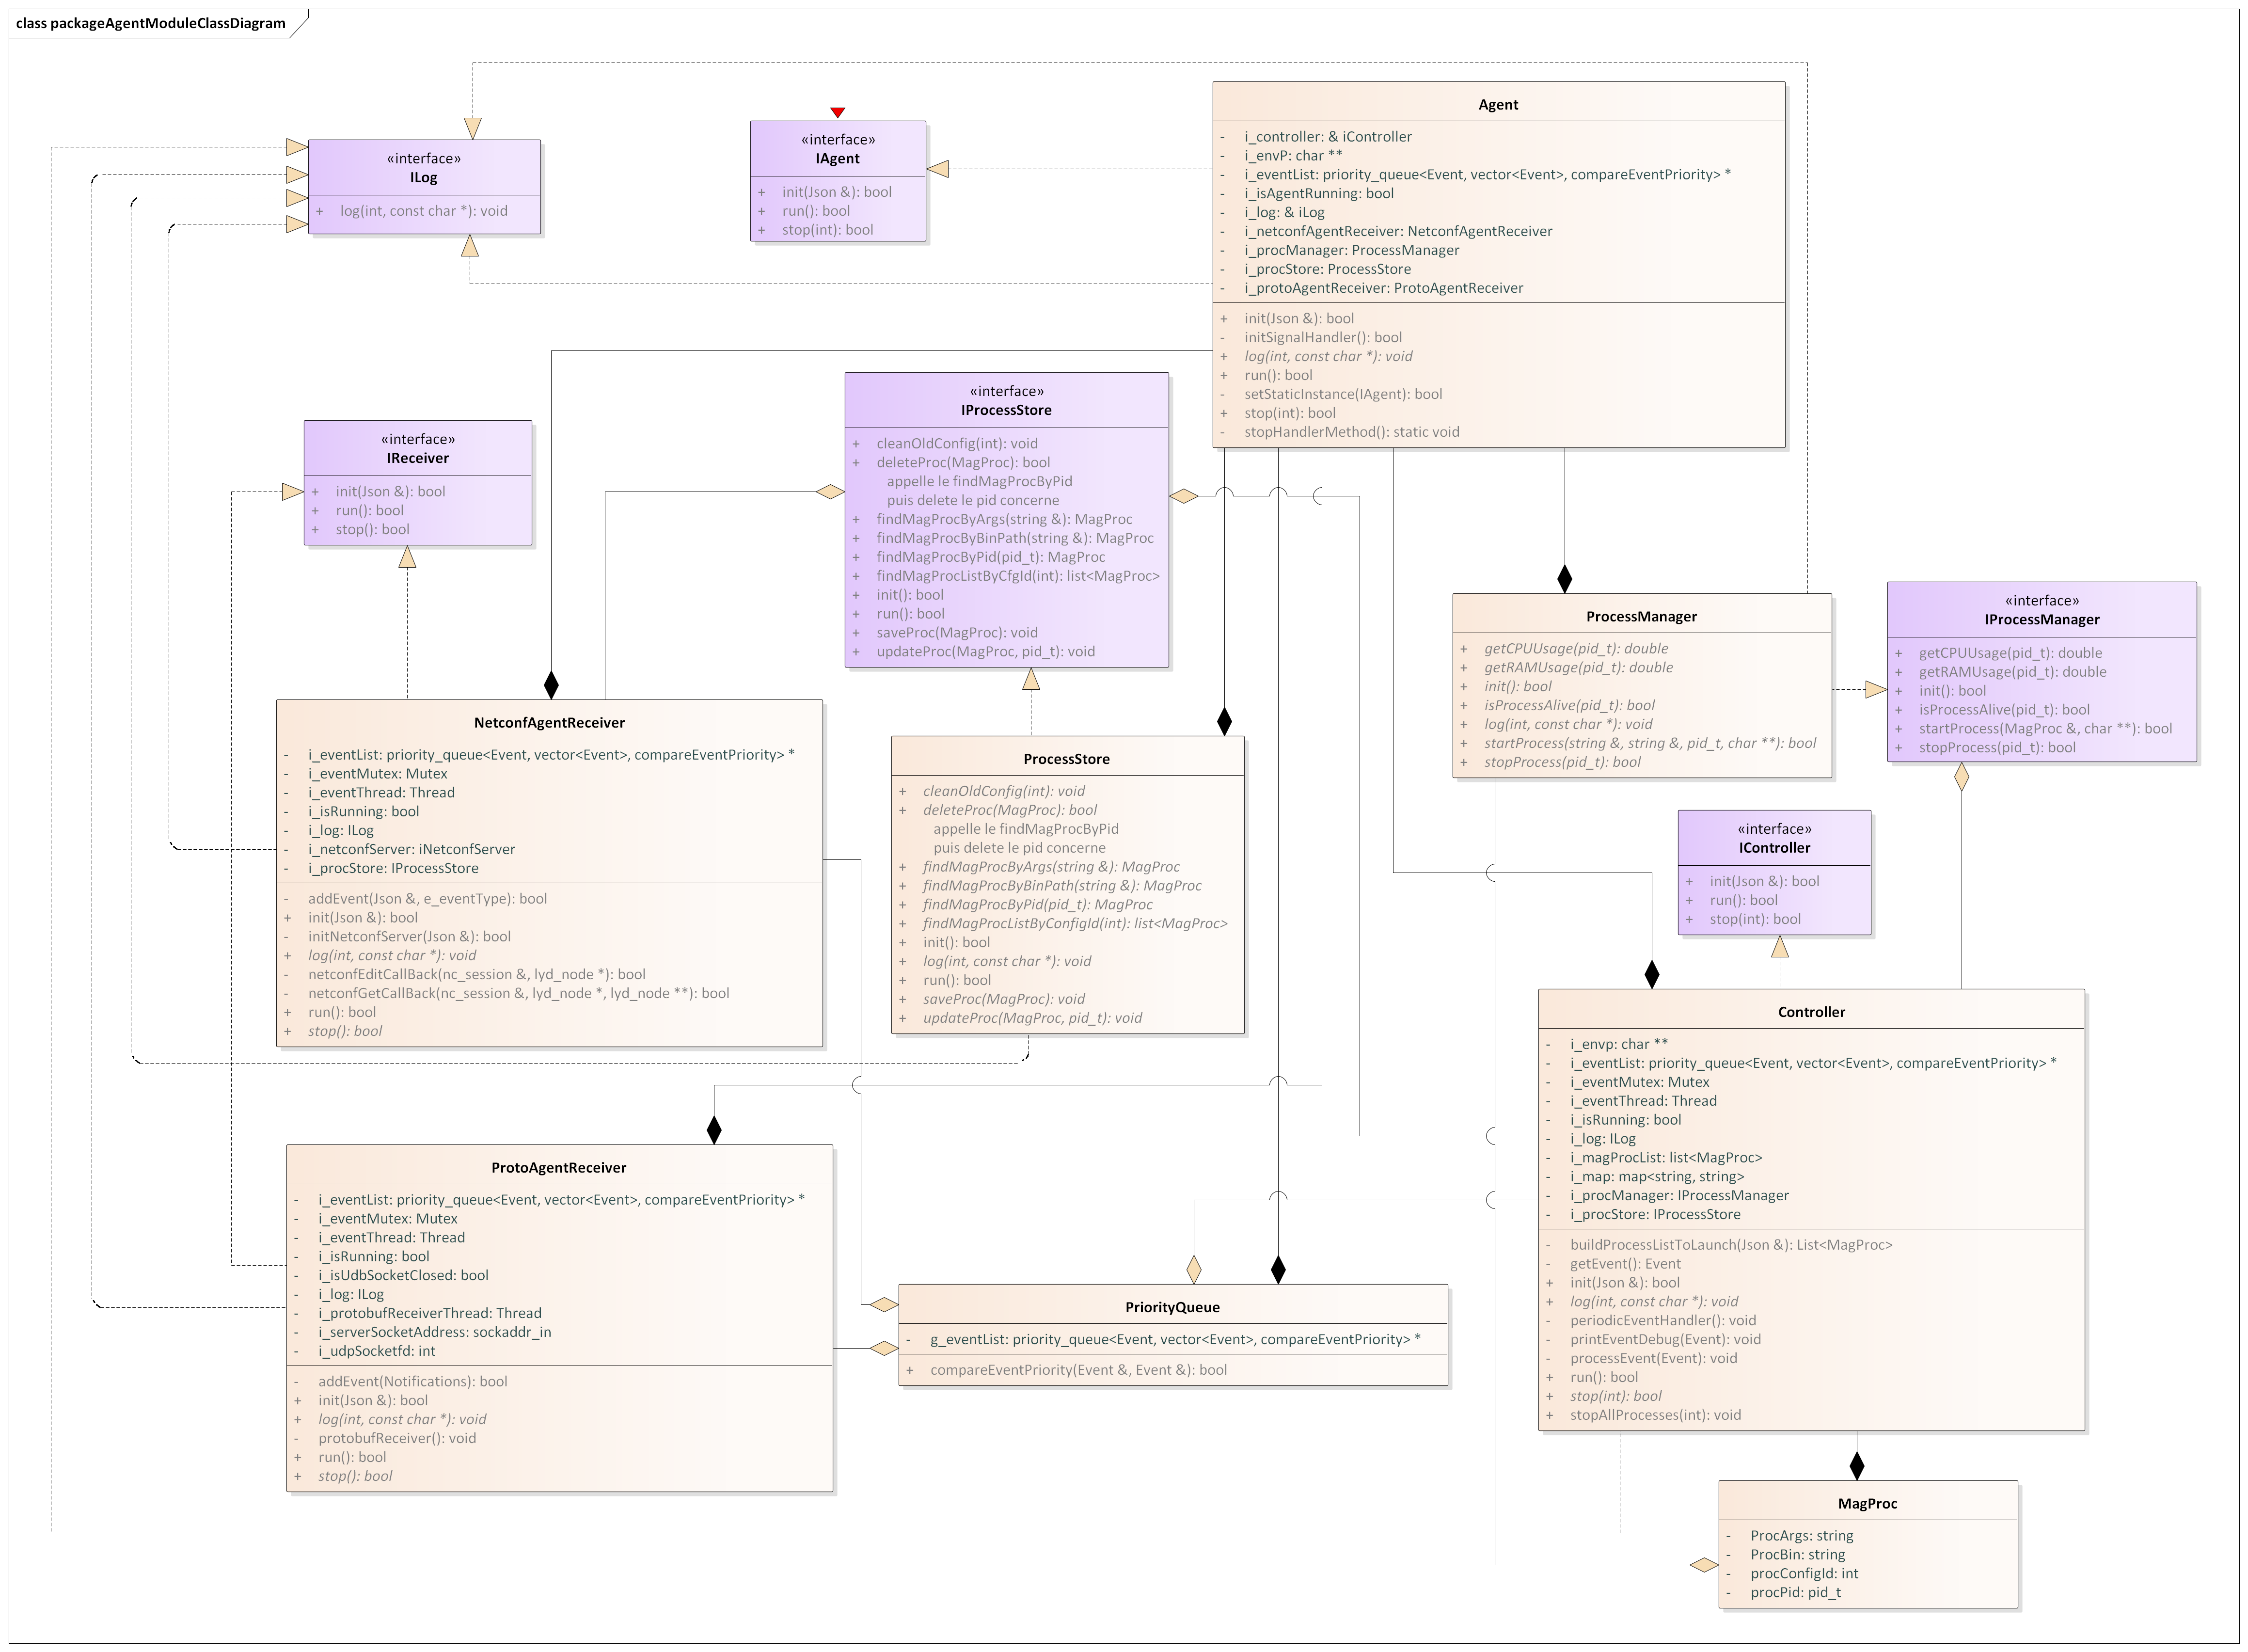 class packageAgentModuleClassDiagram
Agent
- i_controller: & iController
- i_envP: char **
- i_eventList: priority_queue<Event, vector<Event>, compareEventPriority> *
- i_isAgentRunning: bool
- i_log: & iLog
- i_netconfAgentReceiver: NetconfAgentReceiver
- i_procManager: ProcessManager
- i_procStore: ProcessStore
- i_protoAgentReceiver: ProtoAgentReceiver
+ init(Json &): bool
- initSignalHandler(): bool
+ log(int, const char *): void
+ run(): bool
- setStaticInstance(IAgent): bool
+ stop(int): bool
- stopHandlerMethod(): static void
«interface»
IAgent
+ init(Json &): bool
+ run(): bool
+ stop(int): bool
«interface»
ILog
+ log(int, const char *): void
«interface»
IProcessStore
+ cleanOldConfig(int): void
+ deleteProc(MagProc): bool
appelle le findMagProcByPid
puis delete le pid concerne
+ findMagProcByArgs(string &): MagProc
+ findMagProcByBinPath(string &): MagProc
+ findMagProcByPid(pid_t): MagProc
+ findMagProcListByCfgId(int): list<MagProc>
+ init(): bool
+ run(): bool
+ saveProc(MagProc): void
+ updateProc(MagProc, pid_t): void
«interface»
IReceiver
+ init(Json &): bool
+ run(): bool
+ stop(): bool
ProcessManager
+ getCPUUsage(pid_t): double
+ getRAMUsage(pid_t): double
+ init(): bool
+ isProcessAlive(pid_t): bool
+ log(int, const char *): void
+ startProcess(string &, string &, pid_t, char **): bool
+ stopProcess(pid_t): bool
«interface»
IProcessManager
+ getCPUUsage(pid_t): double
+ getRAMUsage(pid_t): double
+ init(): bool
+ isProcessAlive(pid_t): bool
+ startProcess(MagProc &, char **): bool
+ stopProcess(pid_t): bool
NetconfAgentReceiver
- i_eventList: priority_queue<Event, vector<Event>, compareEventPriority> *
- i_eventMutex: Mutex
- i_eventThread: Thread
- i_isRunning: bool
- i_log: ILog
- i_netconfServer: iNetconfServer
- i_procStore: IProcessStore
- addEvent(Json &, e_eventType): bool
+ init(Json &): bool
- initNetconfServer(Json &): bool
+ log(int, const char *): void
- netconfEditCallBack(nc_session &, lyd_node *): bool
- netconfGetCallBack(nc_session &, lyd_node *, lyd_node **): bool
+ run(): bool
+ stop(): bool
ProcessStore
+ cleanOldConfig(int): void
+ deleteProc(MagProc): bool
appelle le findMagProcByPid
puis delete le pid concerne
+ findMagProcByArgs(string &): MagProc
+ findMagProcByBinPath(string &): MagProc
+ findMagProcByPid(pid_t): MagProc
+ findMagProcListByConfigId(int): list<MagProc>
+ init(): bool
+ log(int, const char *): void
+ run(): bool
+ saveProc(MagProc): void
+ updateProc(MagProc, pid_t): void
«interface»
IController
+ init(Json &): bool
+ run(): bool
+ stop(int): bool
Controller
- i_envp: char **
- i_eventList: priority_queue<Event, vector<Event>, compareEventPriority> *
- i_eventMutex: Mutex
- i_eventThread: Thread
- i_isRunning: bool
- i_log: ILog
- i_magProcList: list<MagProc>
- i_map: map<string, string>
- i_procManager: IProcessManager
- i_procStore: IProcessStore
- buildProcessListToLaunch(Json &): List<MagProc>
- getEvent(): Event
+ init(Json &): bool
+ log(int, const char *): void
- periodicEventHandler(): void
- printEventDebug(Event): void
- processEvent(Event): void
+ run(): bool
+ stop(int): bool
+ stopAllProcesses(int): void
ProtoAgentReceiver
- i_eventList: priority_queue<Event, vector<Event>, compareEventPriority> *
- i_eventMutex: Mutex
- i_eventThread: Thread
- i_isRunning: bool
- i_isUdbSocketClosed: bool
- i_log: ILog
- i_protobufReceiverThread: Thread
- i_serverSocketAddress: sockaddr_in
- i_udpSocketfd: int
- addEvent(Notifications): bool
+ init(Json &): bool
+ log(int, const char *): void
- protobufReceiver(): void
+ run(): bool
+ stop(): bool
PriorityQueue
- g_eventList: priority_queue<Event, vector<Event>, compareEventPriority> *
+ compareEventPriority(Event &, Event &): bool
MagProc
- ProcArgs: string
- ProcBin: string
- procConfigId: int
- procPid: pid_t